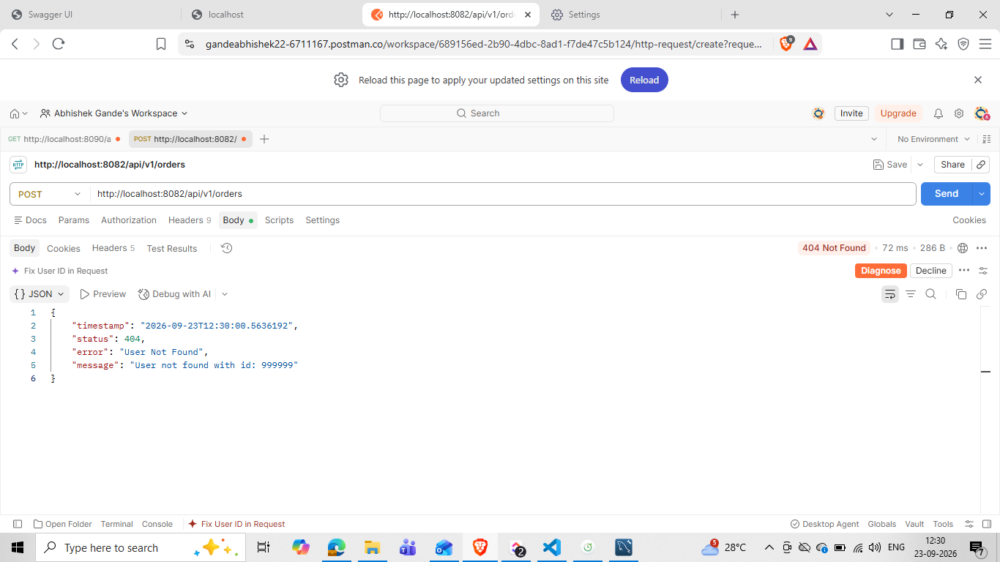 Swagger UI
localhost
http://localhost:8082/api/v1/orde
Settings
gandeabhishek22-6711167.postman.co/workspace/689156ed-2b90-4dbc-8ad1-f7de47c5b124/http-request/create?reque...
9
Reload this page to apply your updated settings on this site
Reload
Abhishek Gande's Workspace
Search
Invite
Upgrade
A
GET http://localhost:8090/a
POST http://localhost:8082/
No Environment
HTTP
http://localhost:8082/api/v1/orders
Save
Share
POST
http://localhost:8082/api/v1/orders
Send
Docs
Params
Authorization
Headers 9
Body
Scripts
Settings
Cookies
Body
Cookies
Headers 5
Test Results
404 Not Found
72 ms
286 B
Fix User ID in Request
Diagnose
Decline
{} JSON
Preview
Debug with AI
1 {
2 "timestamp": "2026-09-23T12:30:00.5636192",
3 "status": 404,
4 "error": "User Not Found",
5 "message": "User not found with id: 999999"
6 }
Open Folder
Terminal
Console
Fix User ID in Request
Desktop Agent
Globals
Vault
Tools
Type here to search
2
5
28°C
ENG
12:30
23-09-2026
7